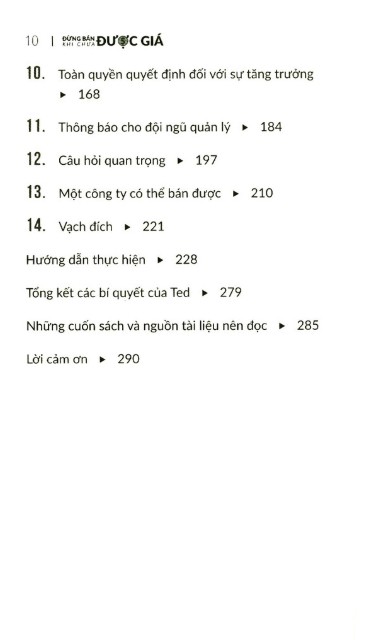 10 | ĐỪNG BÁN KHI CHƯA ĐƯỢC GIÁ
10. Toàn quyền quyết định đối với sự tăng trưởng
▸ 168
11. Thông báo cho đội ngũ quản lý ▸ 184
12. Câu hỏi quan trọng ▸ 197
13. Một công ty có thể bán được ▸ 210
14. Vạch đích ▸ 221
Hướng dẫn thực hiện ▸ 228
Tổng kết các bí quyết của Ted ▸ 279
Những cuốn sách và nguồn tài liệu nên đọc ▸ 285
Lời cảm ơn ▸ 290